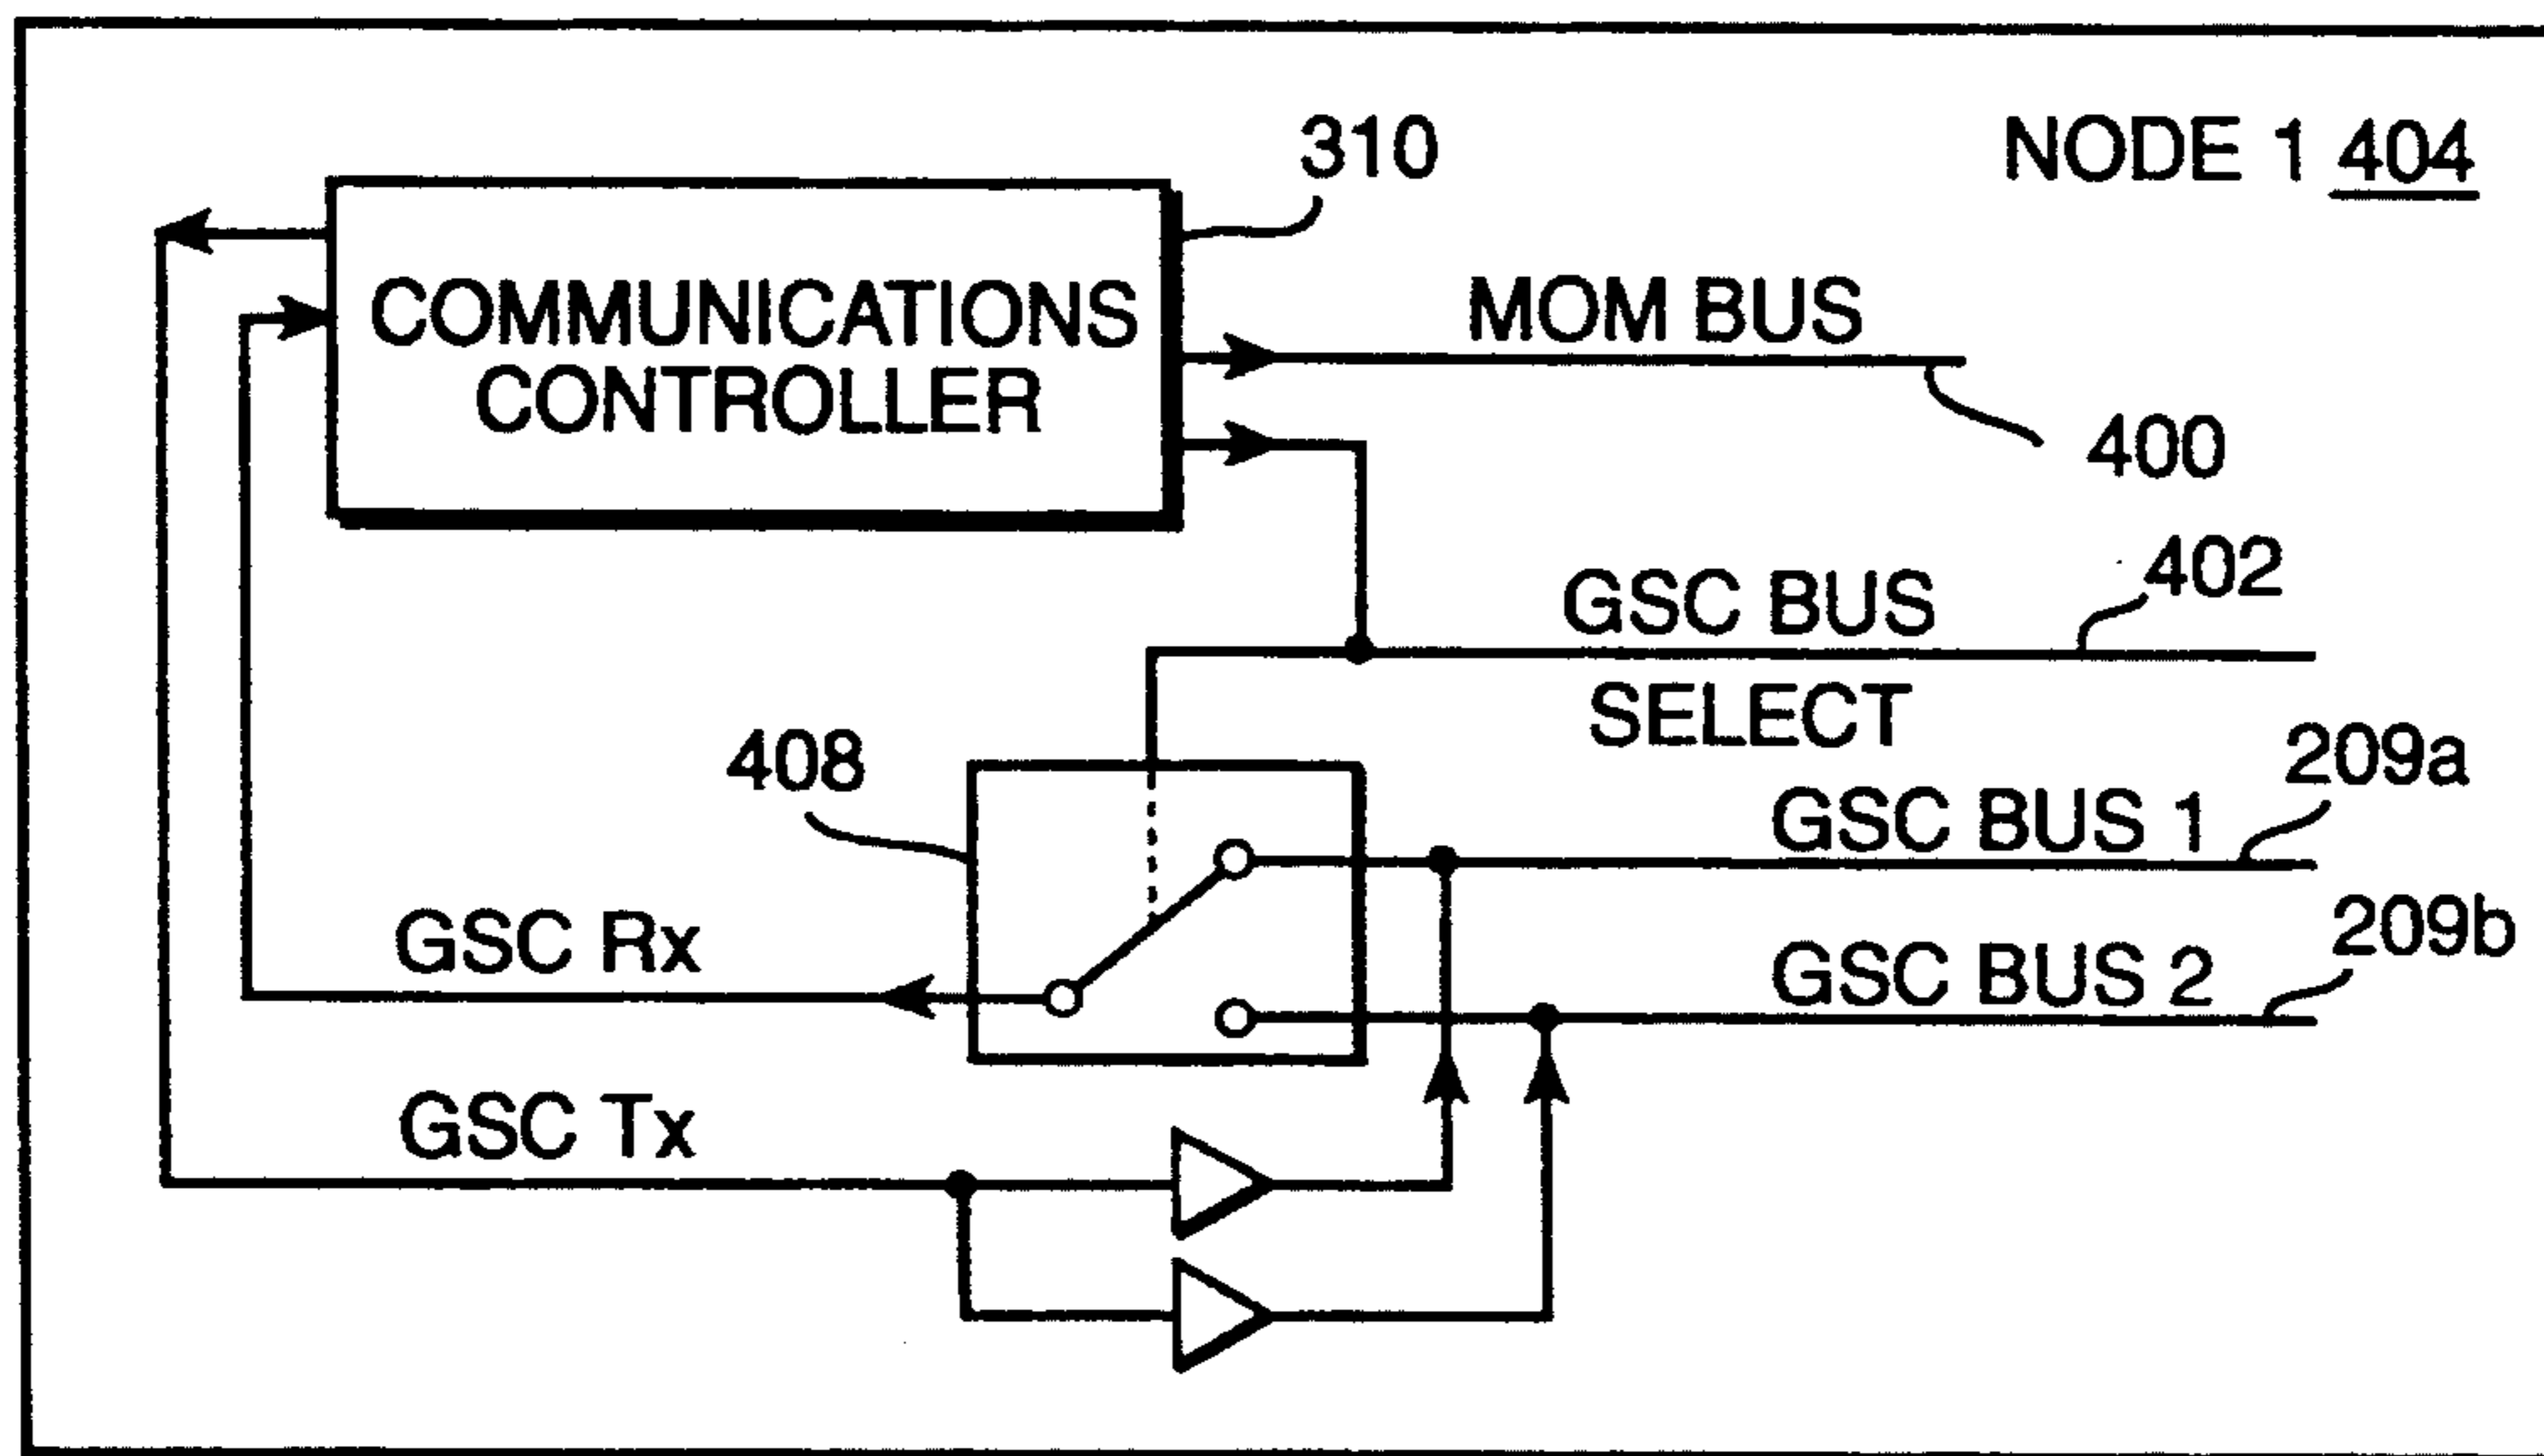 NODE 1 404
310
COMMUNICATIONS
CONTROLLER
MOM BUS
400
402
GSC BUS
SELECT
408
209a
GSC BUS 1
209b
GSC BUS 2
GSC Rx
GSC Tx